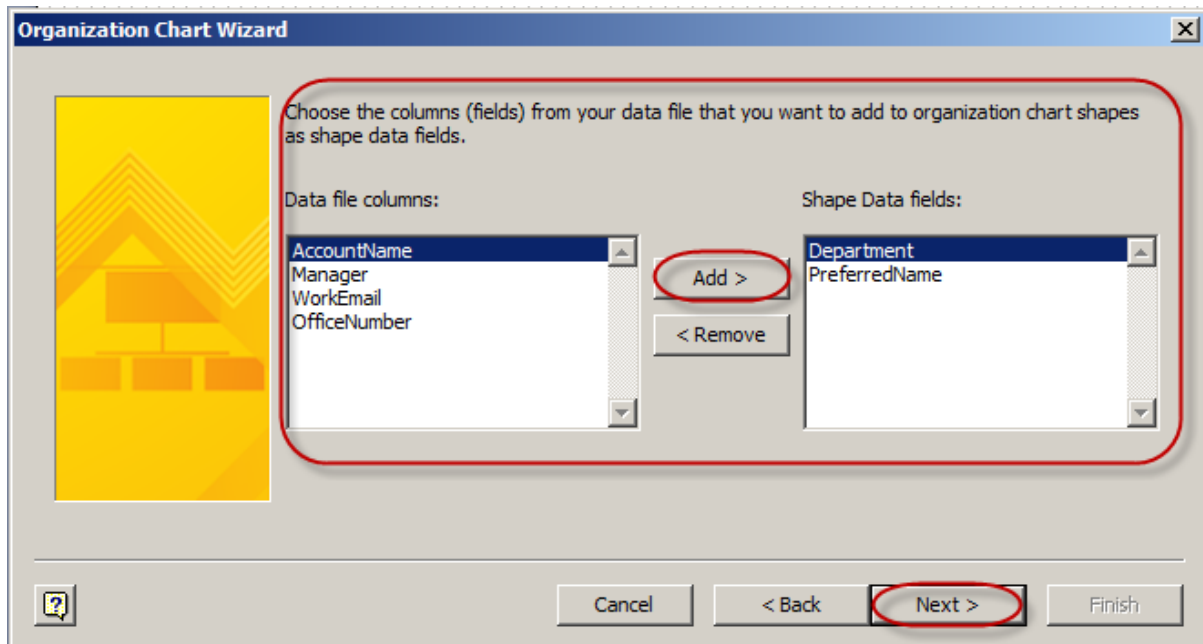 Organization Chart Wizard
Choose the columns (fields) from your data file that you want to add to organization chart shapes
as shape data fields.
Data file columns:
Shape Data fields:
AccountName
Manager
WorkEmail
OfficeNumber
Add >
< Remove
Department
PreferredName
Cancel
< Back
Next >
Finish